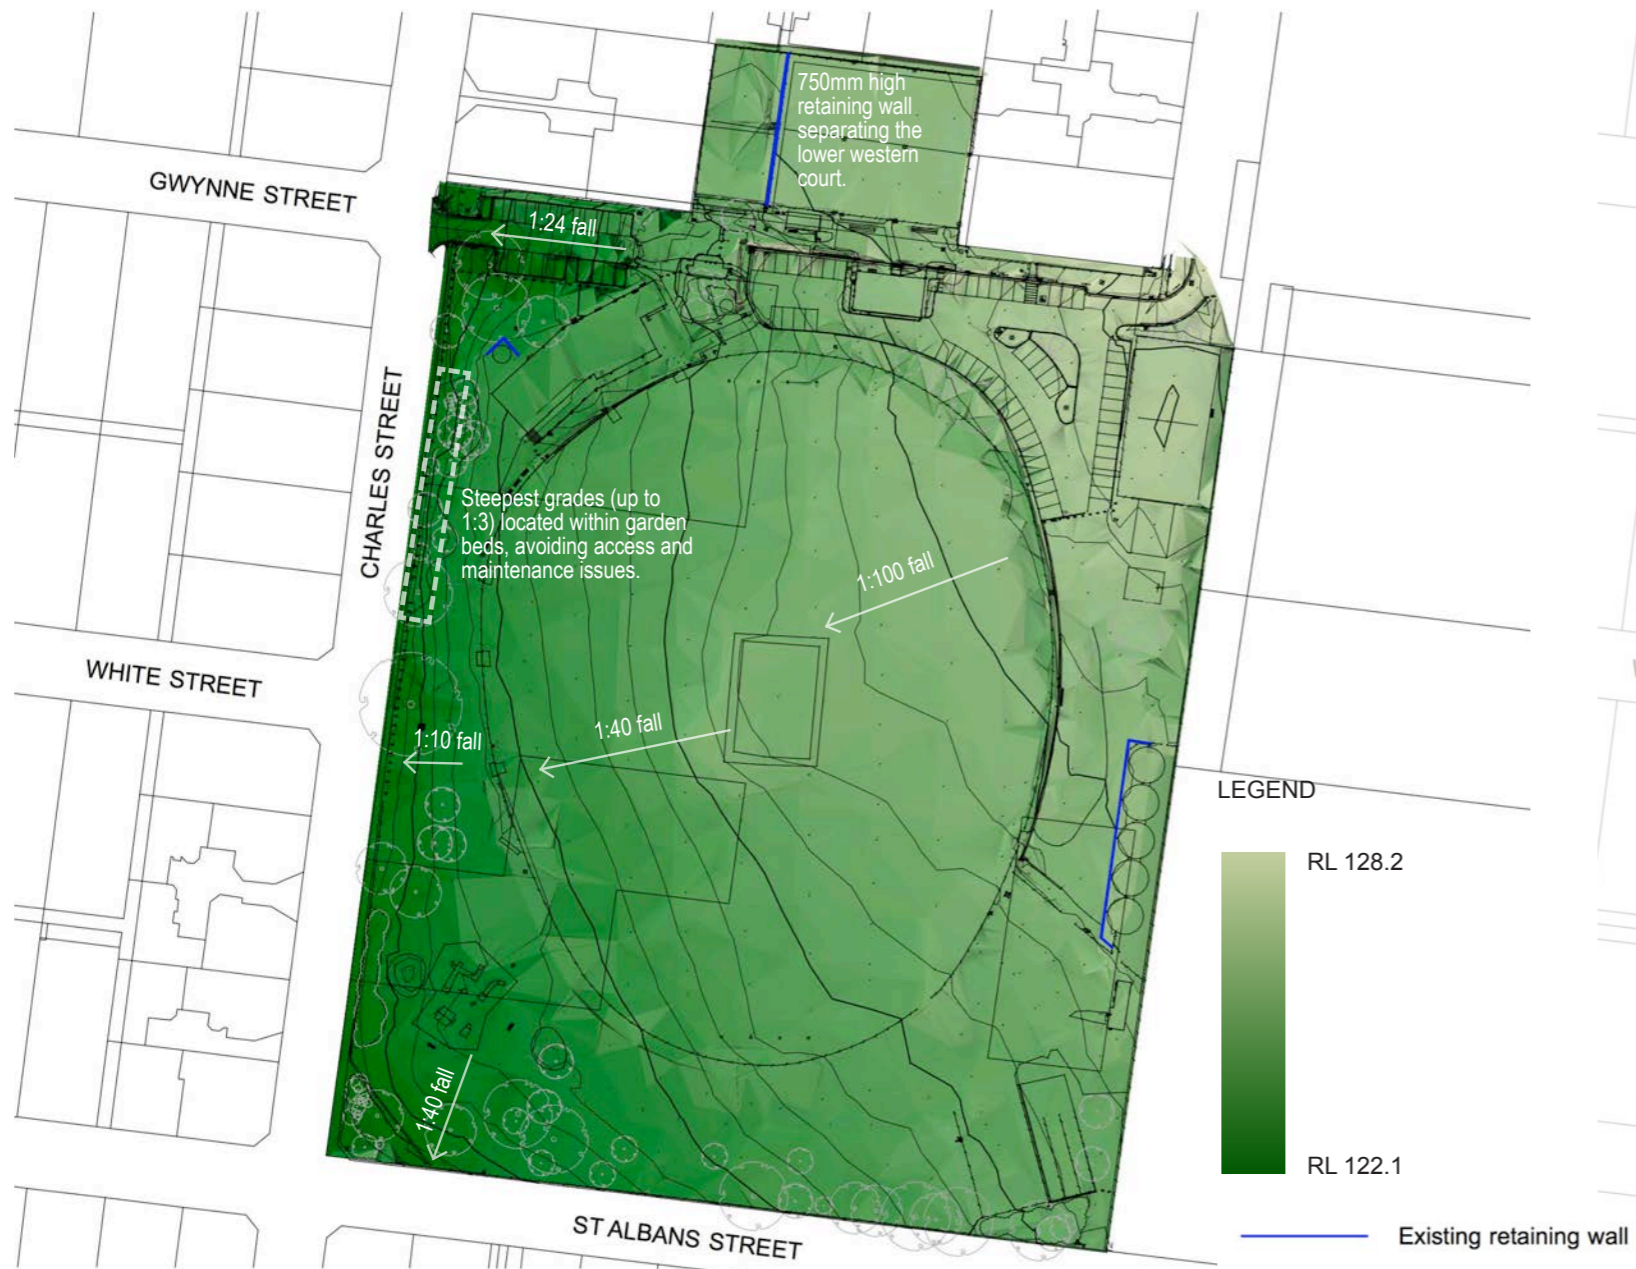 750mm high
retaining wall
separating the
lower western
court.
GWYNNE STREET
1:24 fall
CHARLES STREET
Steepest grades (up to
1:3) located within garden
beds, avoiding access and
maintenance issues.
1:100 fall
WHITE STREET
1:10 fall
1:40 fall
LEGEND
RL 128.2
1:40 fall
RL 122.1
ST ALBANS STREET
Existing retaining wall